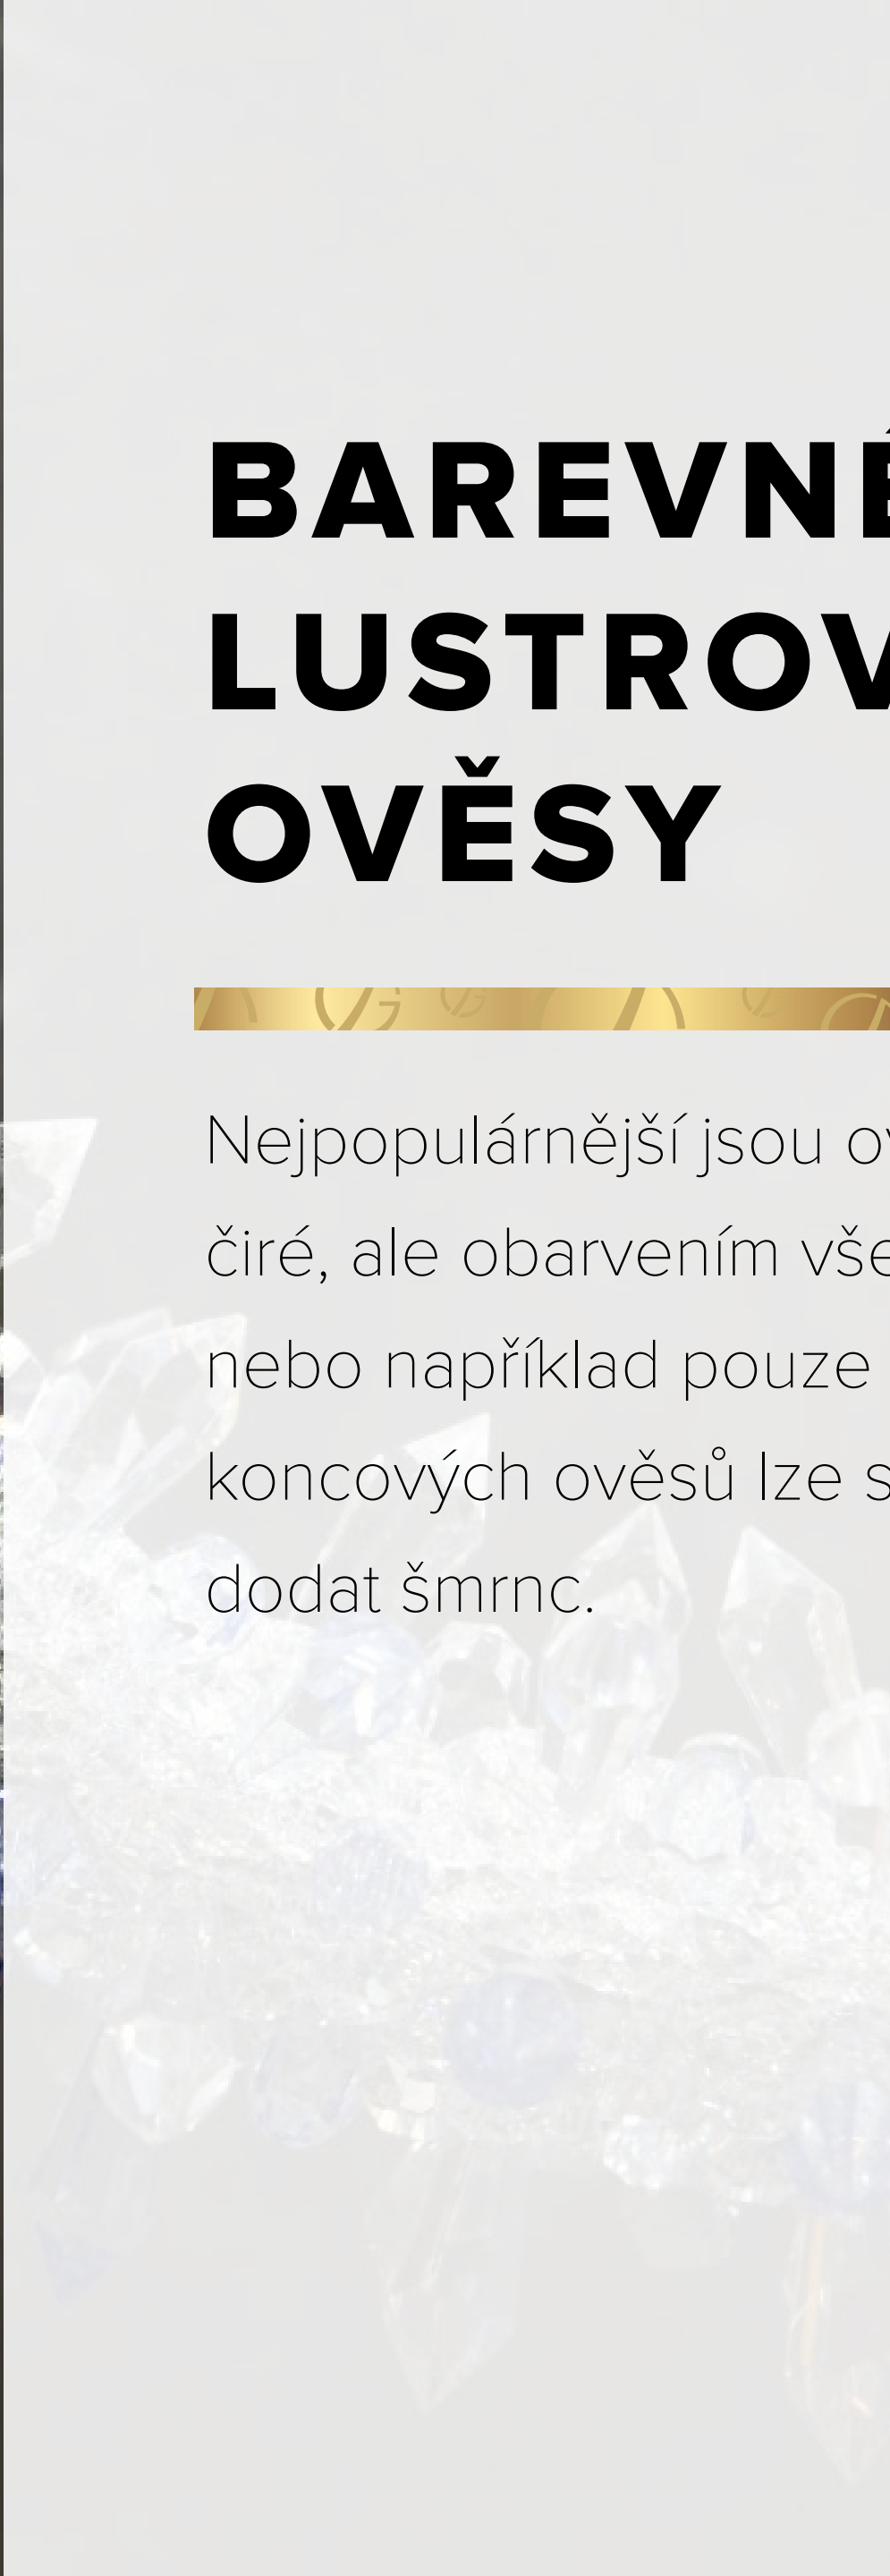 BAREVNÉ
LUSTROV
OVĚSY
Nejpopulárnější jsou ov
čiré, ale obarvením vše
nebo například pouze
koncových ověsů lze s
dodat šmrnc.